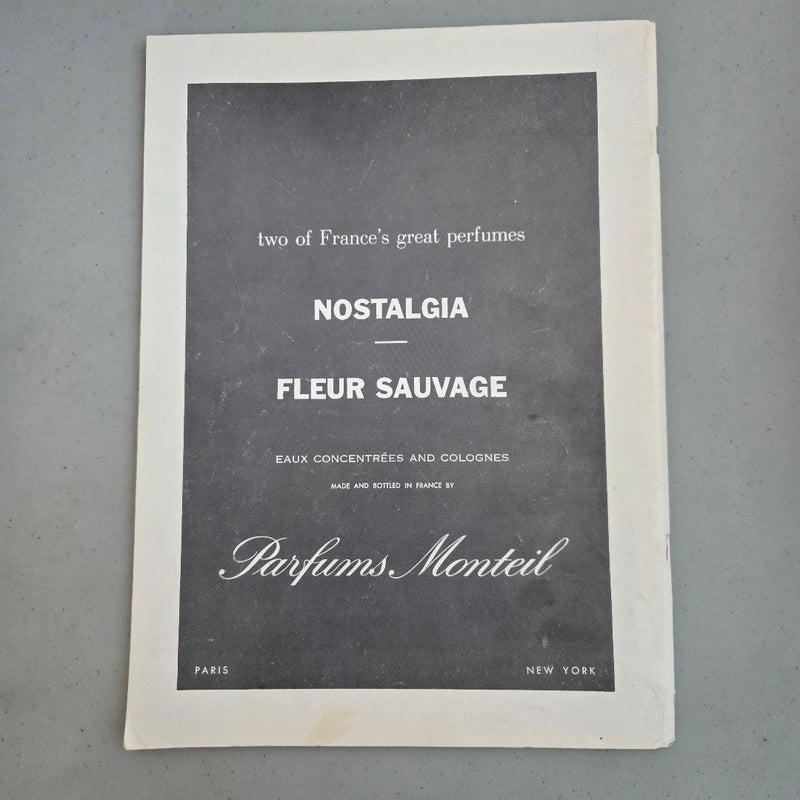 two of France's great perfumes
NOSTALGIA
FLEUR SAUVAGE
EAUX CONCENTRÉES AND COLOGNES
MADE AND BOTTLED IN FRANCE BY
Parfums Monteil
PARIS NEW YORK